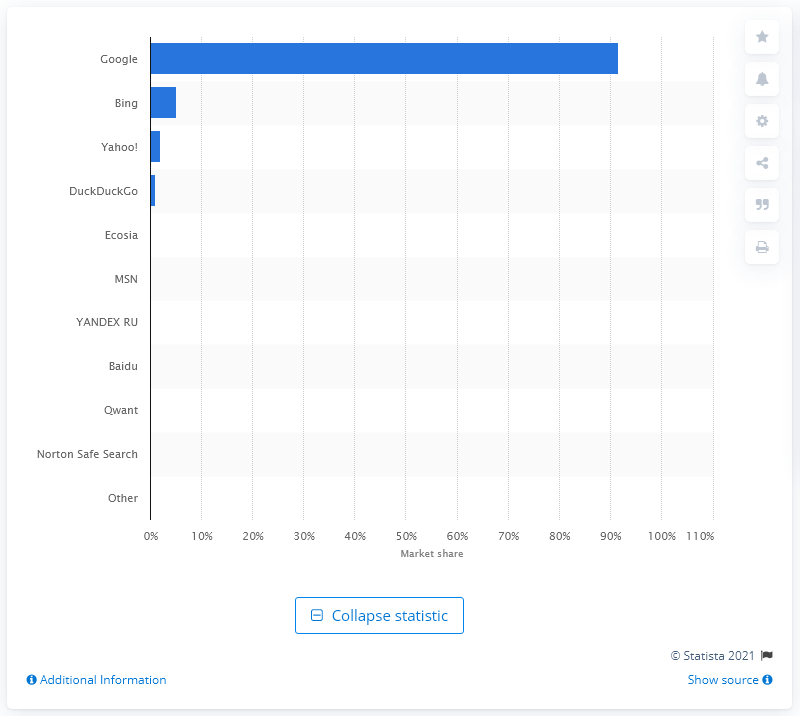 Google
Bing
Yahoo!
DuckDuckGo
Ecosia
MSN
YANDEX RU
Baidu
Qwant
Norton Safe Search
Other
0% 10% 20% 30% 40% 50% 60% 70% 80% 90% 100% 110%
Market share
Collapse statistic
© Statista 2021
Additional Information
Show source